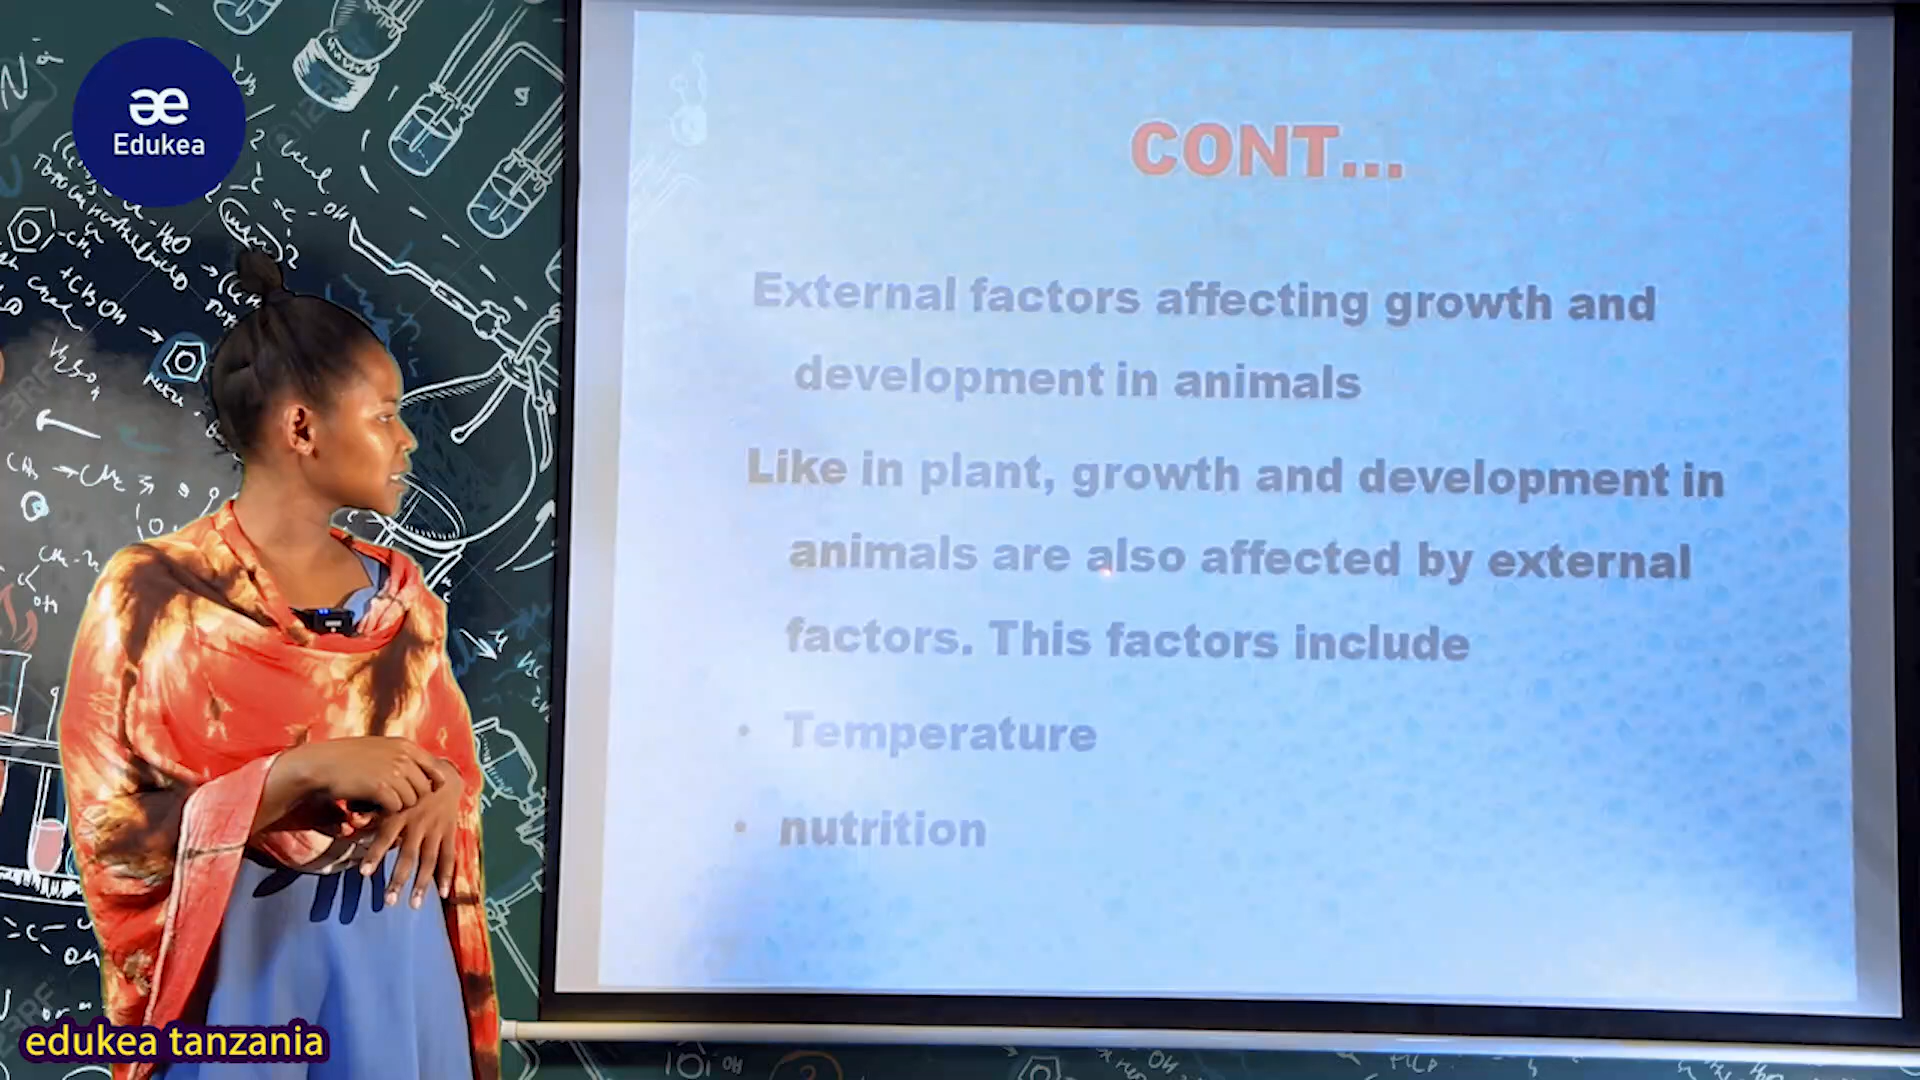 æ
Edukea
CONT...
External factors affecting growth and
development in animals
Like in plant, growth and development in
animals are also affected by external
factors. This factors include
• Temperature
• nutrition
edukea tanzania